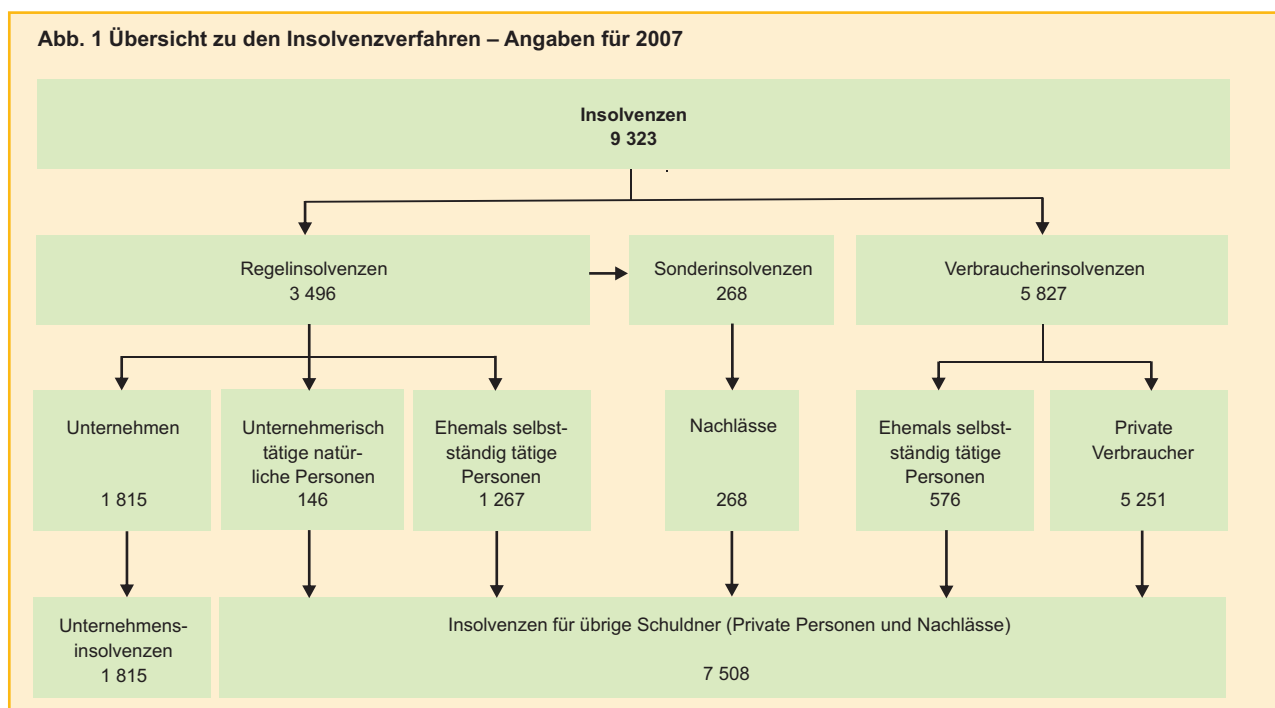 Abb. 1 Übersicht zu den Insolvenzverfahren – Angaben für 2007
Insolvenzen
9 323
Regelinsolvenzen
3 496
Sonderinsolvenzen
268
Verbraucherinsolvenzen
5 827
Unternehmen
1 815
Unternehmerisch
tätige natür-
liche Personen
146
Ehemals selbst-
ständig tätige
Personen
1 267
Nachlässe
268
Ehemals selbst-
ständig tätige
Personen
576
Private
Verbraucher
5 251
Unternehmens-
insolvenzen
1 815
Insolvenzen für übrige Schuldner (Private Personen und Nachlässe)
7 508